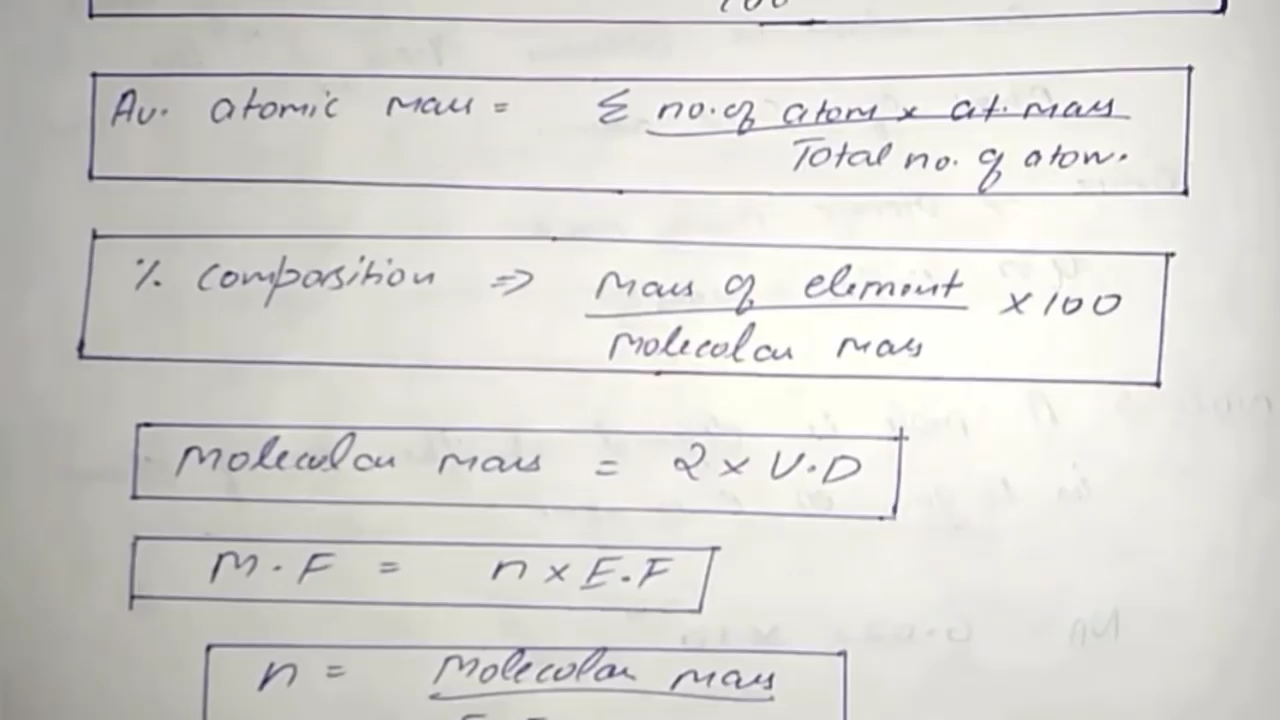 100
Av. atomic mass = Σ no. of atom x at. mass
Total no. of atom.
% composition ⇒ Mass of element x 100
Molecular mass
Molecular mass = 2 x V.D
M.F = n x E.F
n = Molecular mass